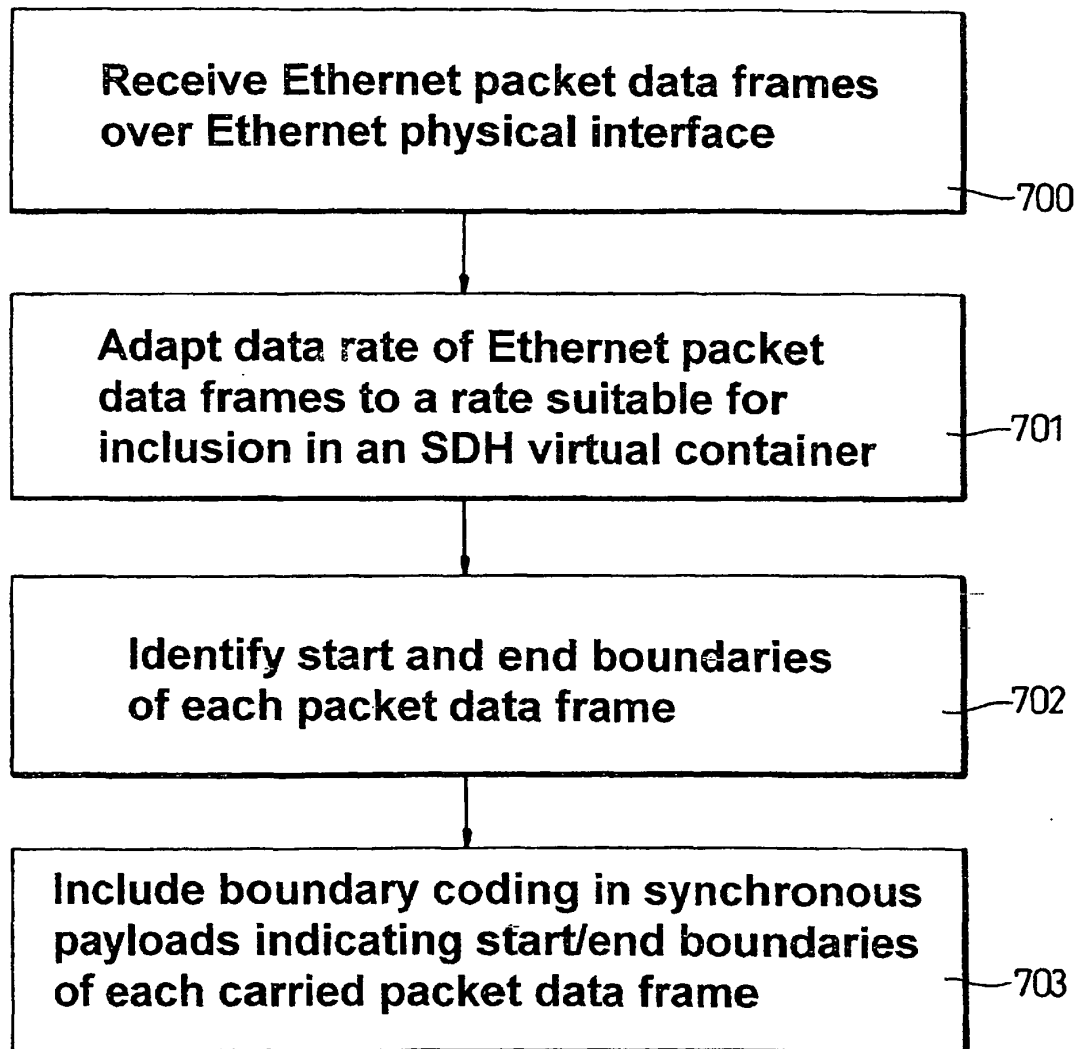 Receive Ethernet packet data frames
over Ethernet physical interface
700
Adapt data rate of Ethernet packet
data frames to a rate suitable for
inclusion in an SDH virtual container
701
Identify start and end boundaries
of each packet data frame
702
Include boundary coding in synchronous
payloads indicating start/end boundaries
of each carried packet data frame
703